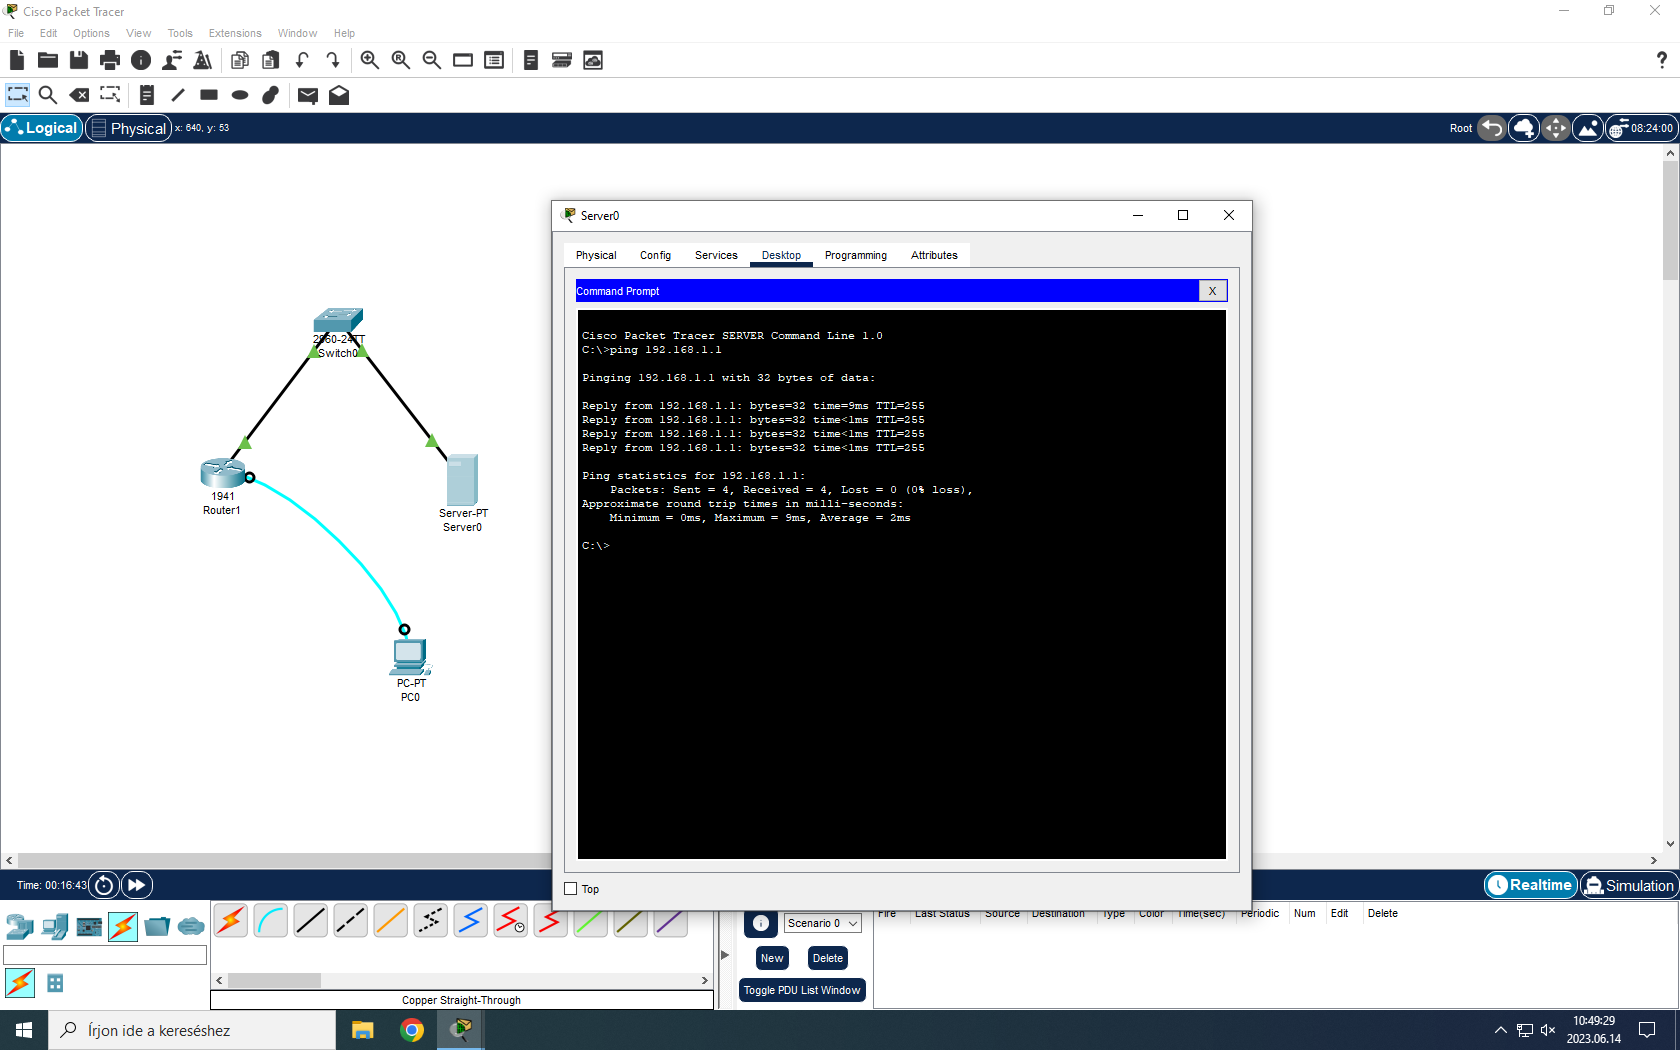 Cisco Packet Tracer
File Edit Options View Tools Extensions Window Help
Logical Physical x: 640, y: 53
Root 08:24:00
Server0
Physical Config Services Desktop Programming Attributes
Command Prompt X
Cisco Packet Tracer SERVER Command Line 1.0
C:\>ping 192.168.1.1
Pinging 192.168.1.1 with 32 bytes of data:
Reply from 192.168.1.1: bytes=32 time=9ms TTL=255
Reply from 192.168.1.1: bytes=32 time<1ms TTL=255
Reply from 192.168.1.1: bytes=32 time<1ms TTL=255
Reply from 192.168.1.1: bytes=32 time<1ms TTL=255
Ping statistics for 192.168.1.1:
Packets: Sent = 4, Received = 4, Lost = 0 (0% loss),
Approximate round trip times in milli-seconds:
Minimum = 0ms, Maximum = 9ms, Average = 2ms
C:\>
Top
2960-24TT
Switch0
1941
Router1
Server-PT
Server0
PC-PT
PC0
Time: 00:16:43
Realtime Simulation
Scenario 0
New Delete
Toggle PDU List Window
Fire Last Status Source Destination Type Color Time(sec) Periodic Num Edit Delete
Copper Straight-Through
Írjon ide a kereséshez
10:49:29
2023.06.14